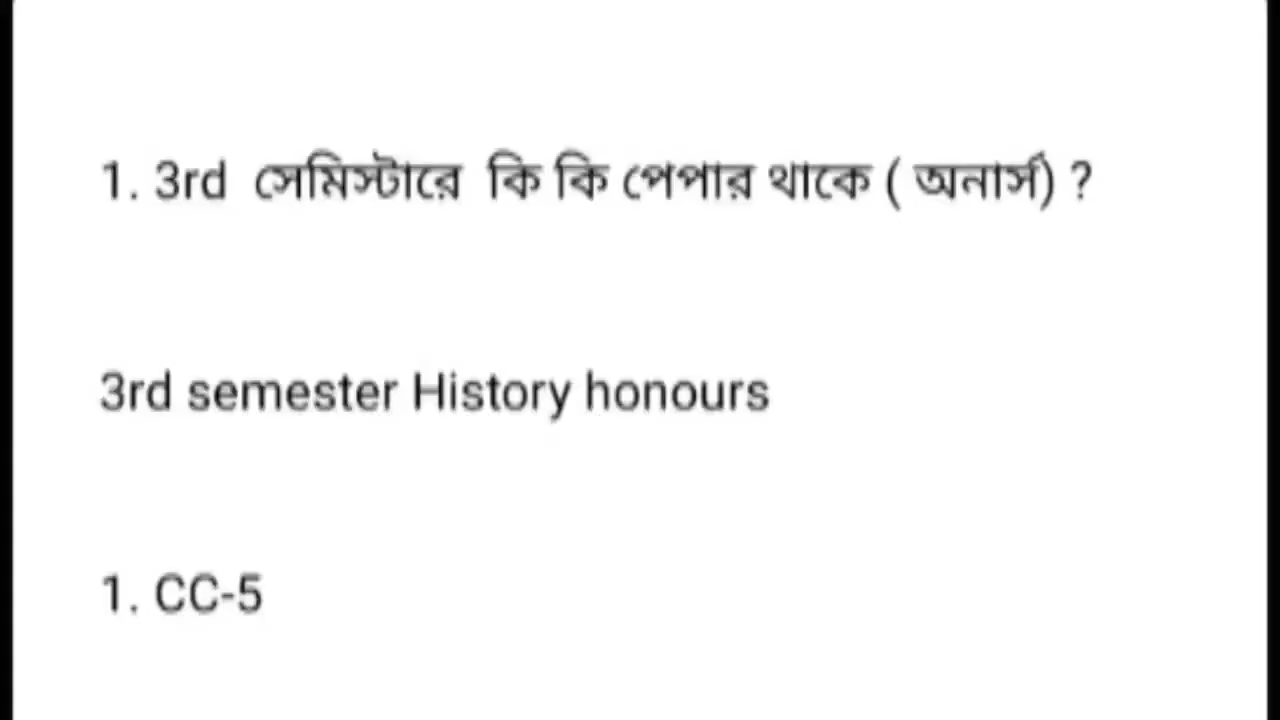 1. 3rd সেমিস্টারে কি কি পেপার থাকে ( অনার্স) ?
3rd semester History honours
1. CC-5